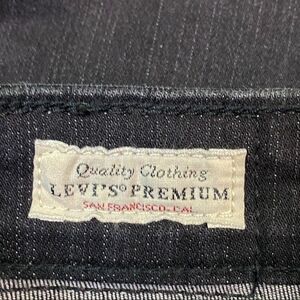 Quality Clothing
LEVI'S® PREMIUM
SAN FRANCISCO-CAL